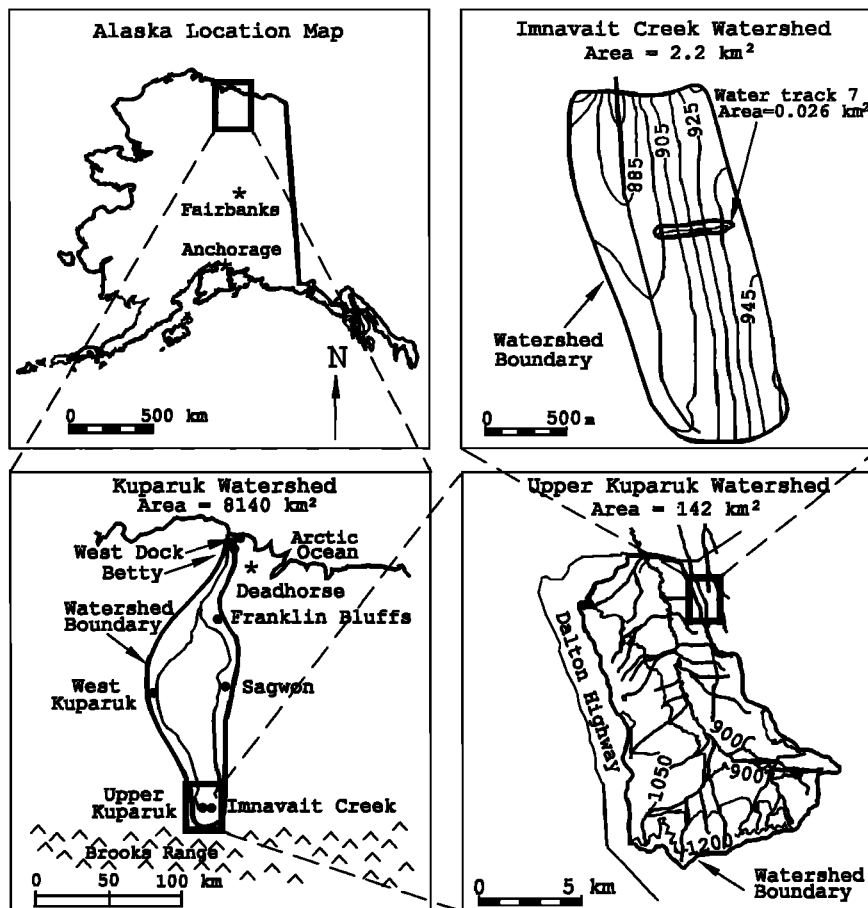 Alaska Location Map
Fairbanks
Anchorage
N
0 500 km
Imnavait Creek Watershed
Area = 2.2 km²
Water track 7
Area=0.026 km²
885
905
925
945
Watershed
Boundary
0 500 m
Kuparuk Watershed
Area = 8140 km²
West Dock
Arctic
Ocean
Betty
Deadhorse
Watershed
Boundary
Franklin Bluffs
West
Kuparuk
Sagwon
Upper
Kuparuk
Imnavait Creek
Brooks Range
0 50 100
km
Upper Kuparuk Watershed
Area = 142 km²
Dalton Highway
900
900
1050
1200
Watershed
Boundary
0 5 km